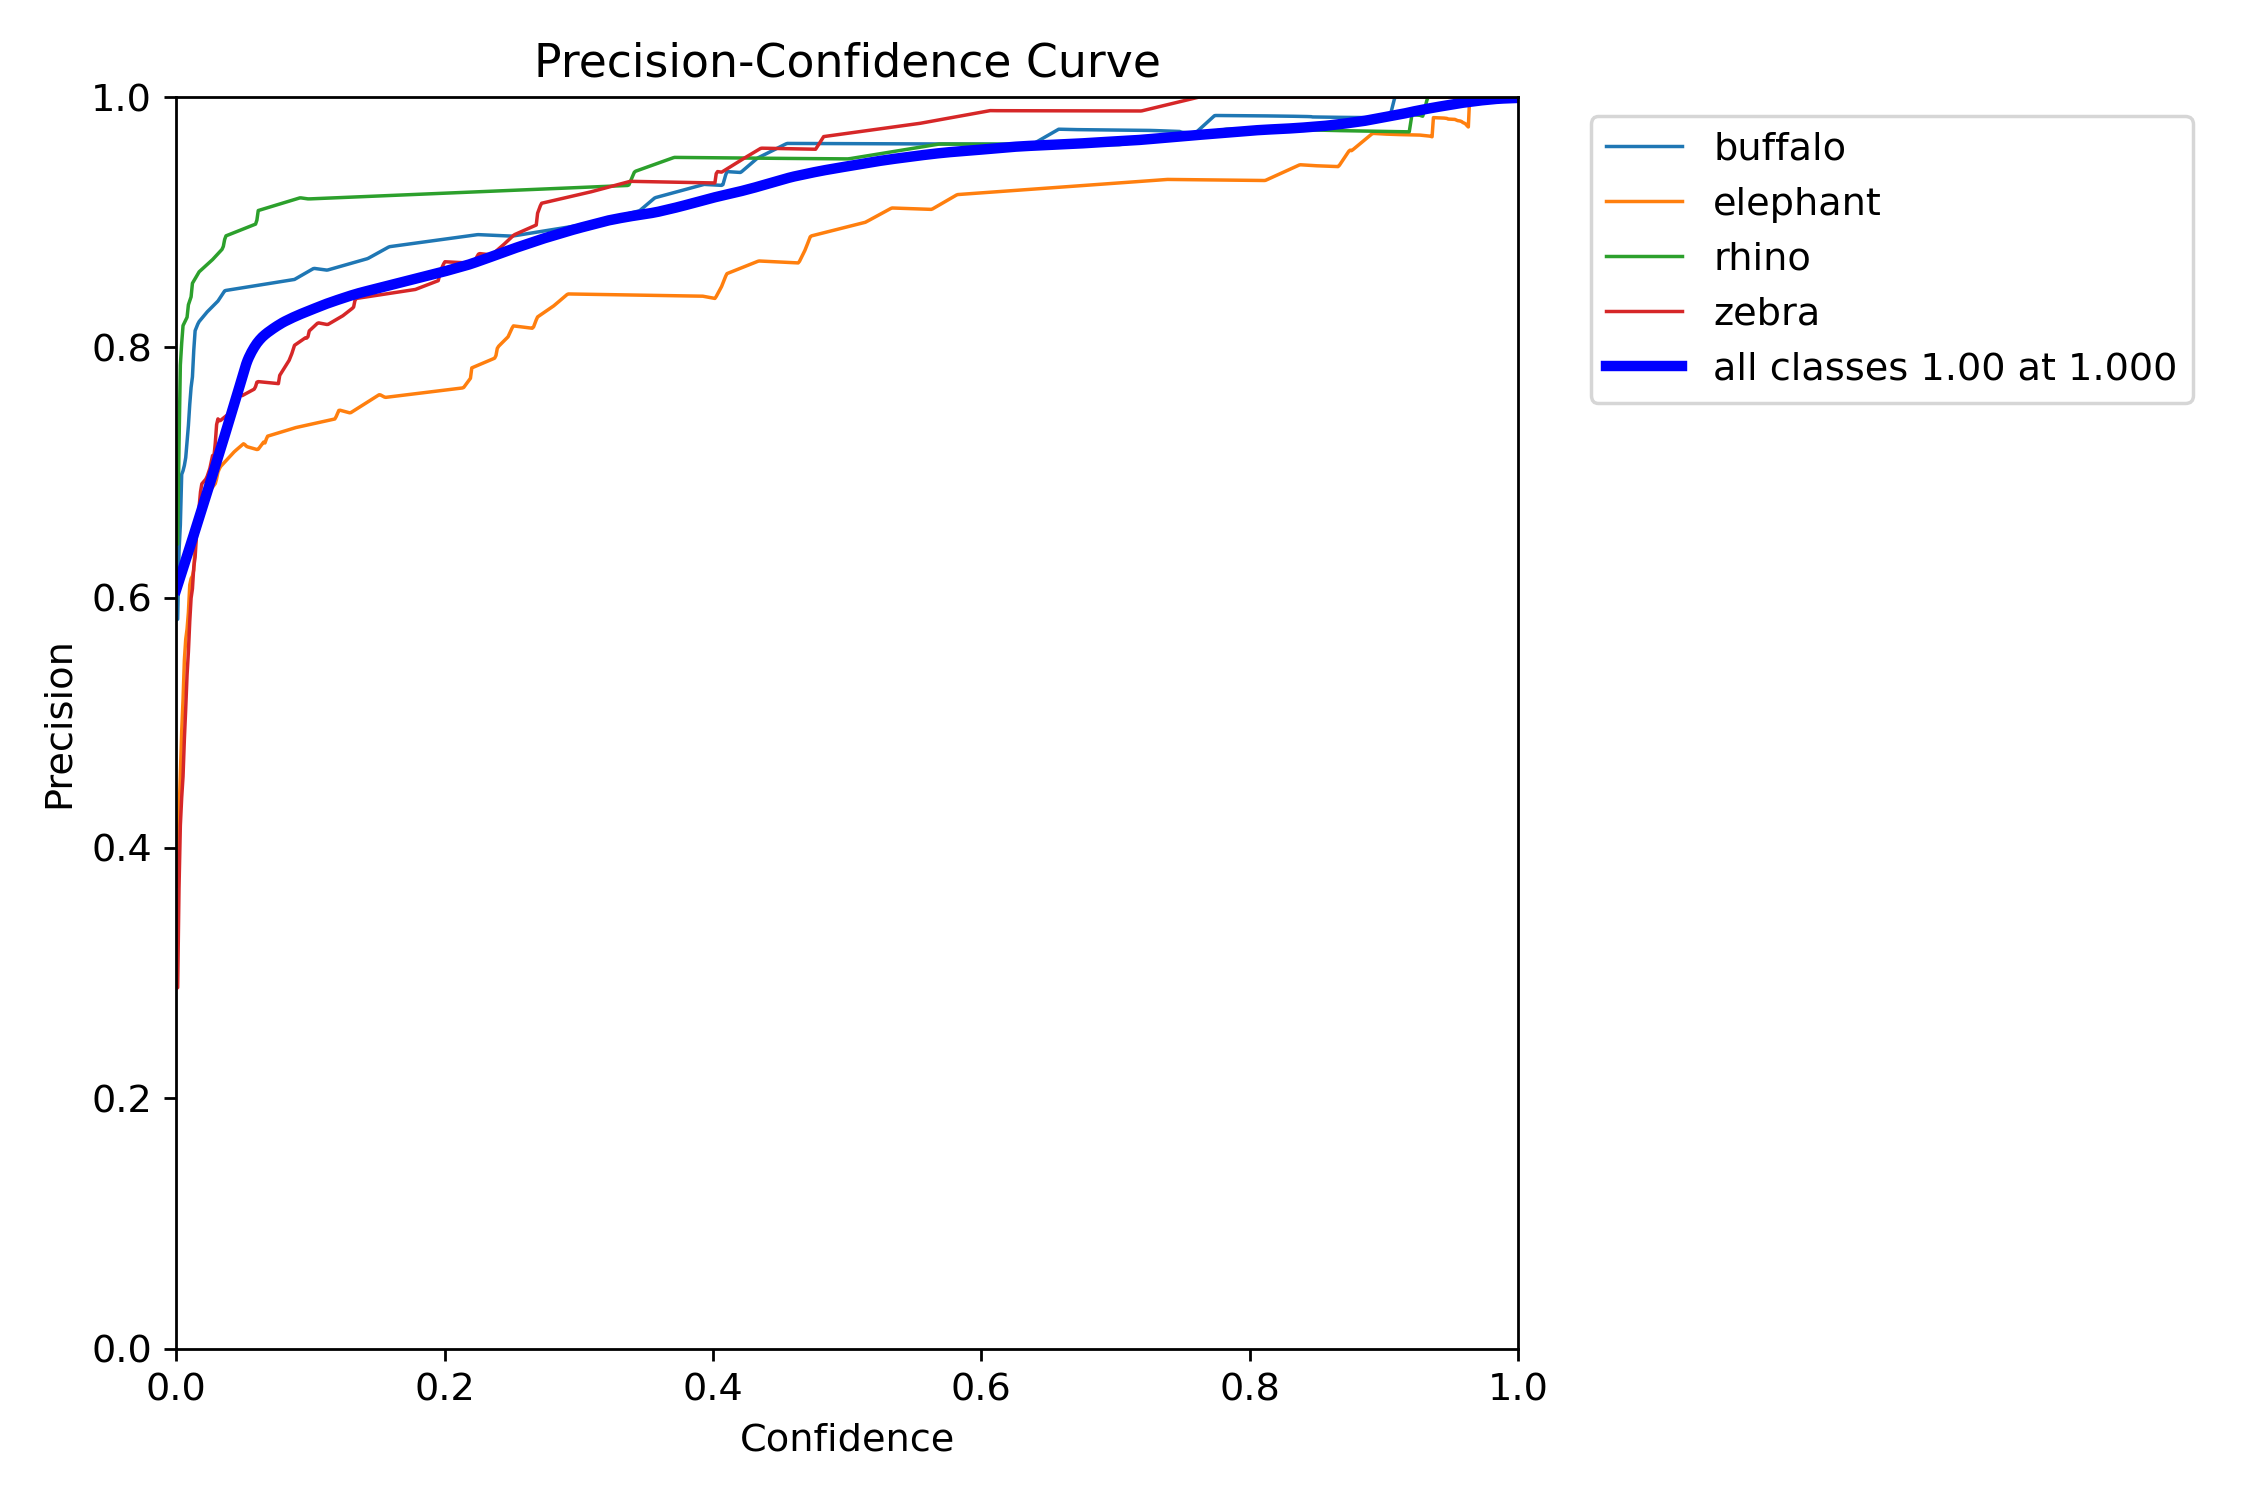 Precision-Confidence Curve
1.0
0.8
0.6
0.4
0.2
0.0
Precision
0.0 0.2 0.4 0.6 0.8 1.0
Confidence
buffalo
elephant
rhino
zebra
all classes 1.00 at 1.000